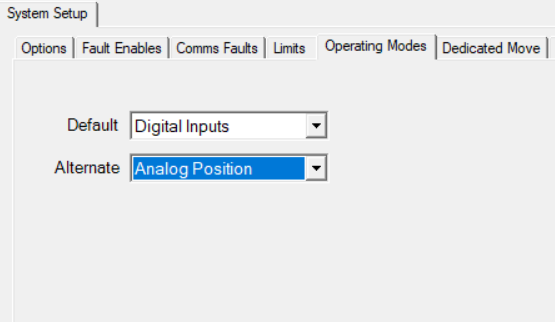 System Setup
Options Fault Enables Comms Faults Limits Operating Modes Dedicated Move
Default Digital Inputs
Alternate Analog Position